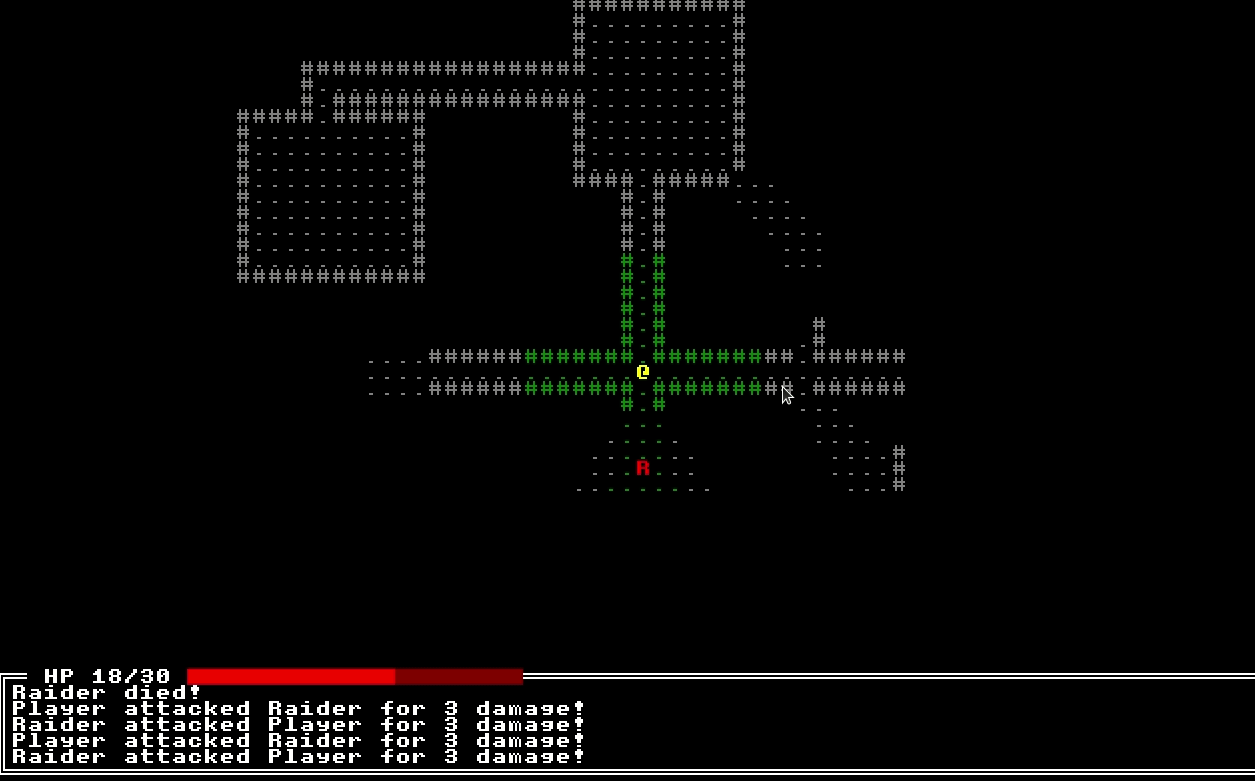 @
R
HP 18/30
Raider died!
Player attacked Raider for 3 damage!
Raider attacked Player for 3 damage!
Player attacked Raider for 3 damage!
Raider attacked Player for 3 damage!